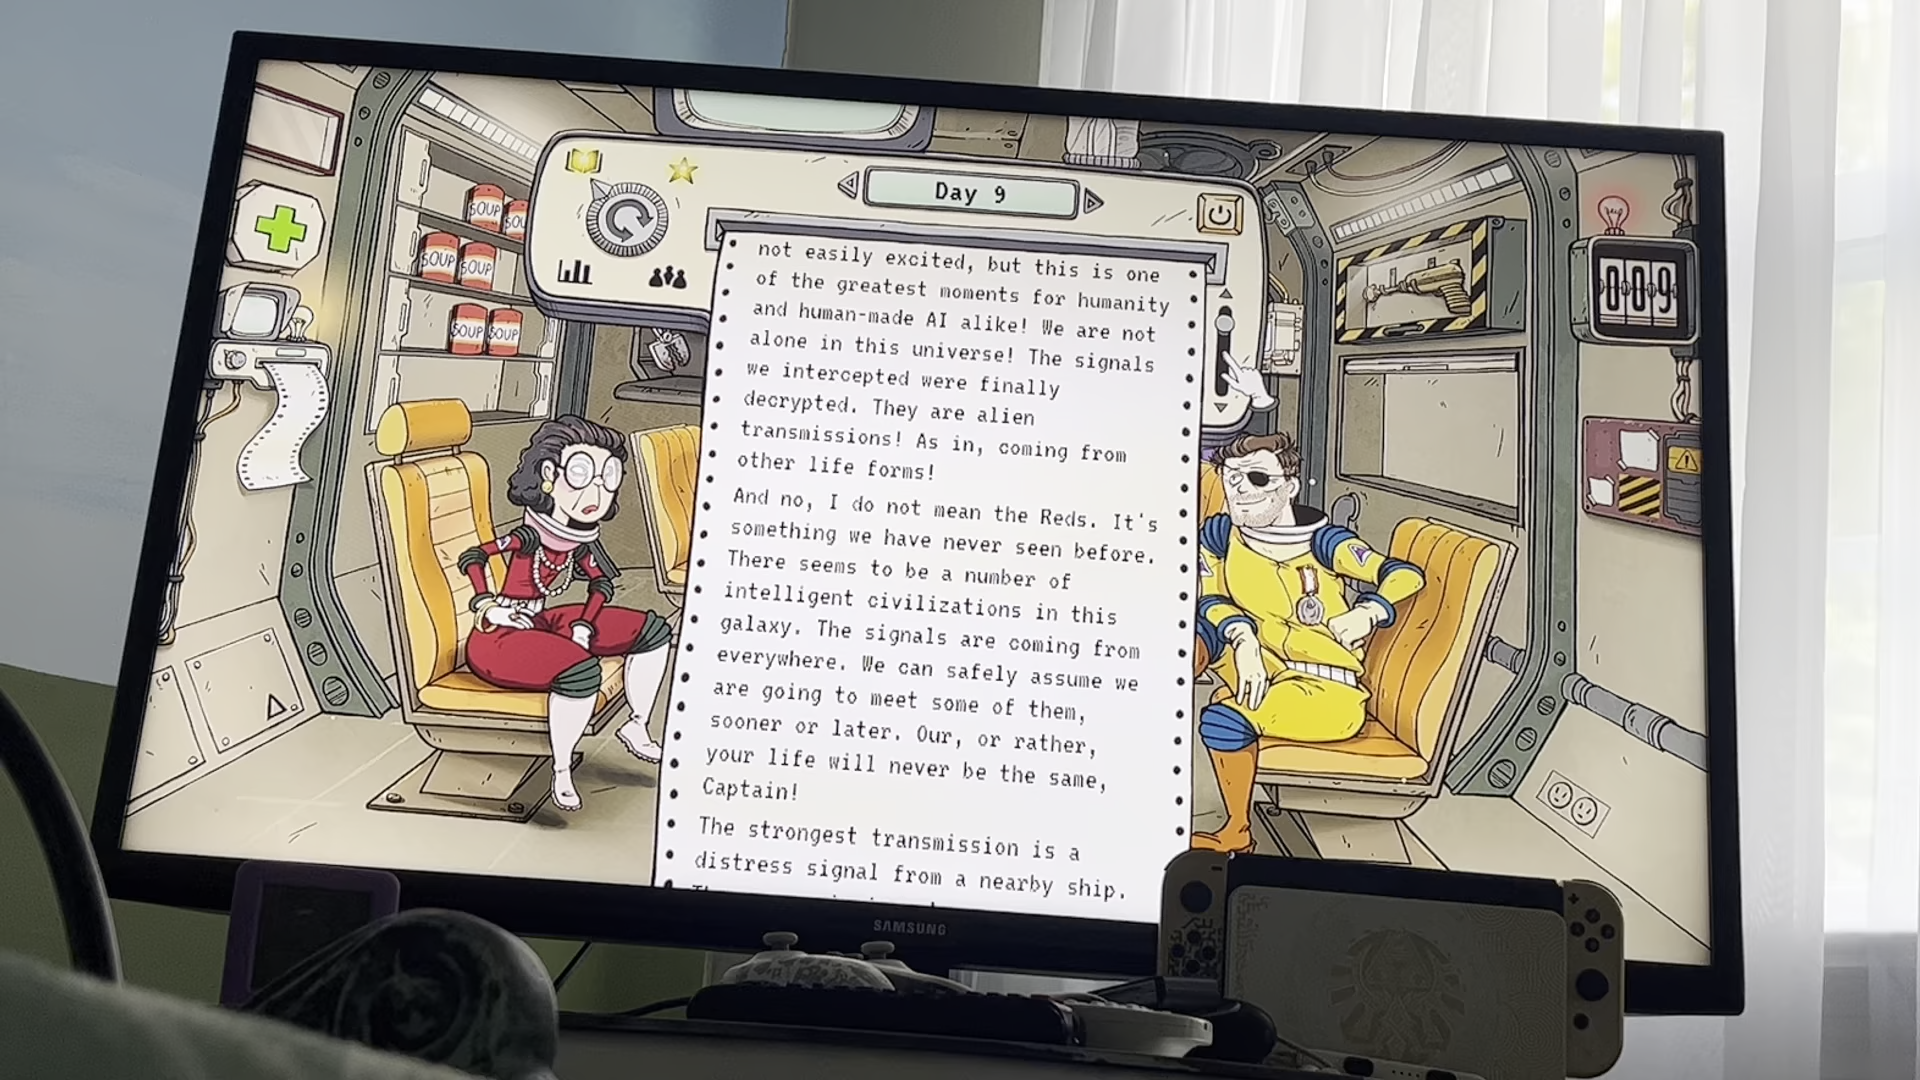 Day 9
SOUP
SOU
SOUP
SOUP
SOUP
SOUP
009
not easily excited, but this is one
of the greatest moments for humanity
and human-made AI alike! We are not
alone in this universe! The signals
we intercepted were finally
decrypted. They are alien
transmissions! As in, coming from
other life forms!
And no, I do not mean the Reds. It's
something we have never seen before.
There seems to be a number of
intelligent civilizations in this
galaxy. The signals are coming from
everywhere. We can safely assume we
are going to meet some of them,
sooner or later. Our, or rather,
your life will never be the same,
Captain!
The strongest transmission is a
distress signal from a nearby ship.
SAMSUNG